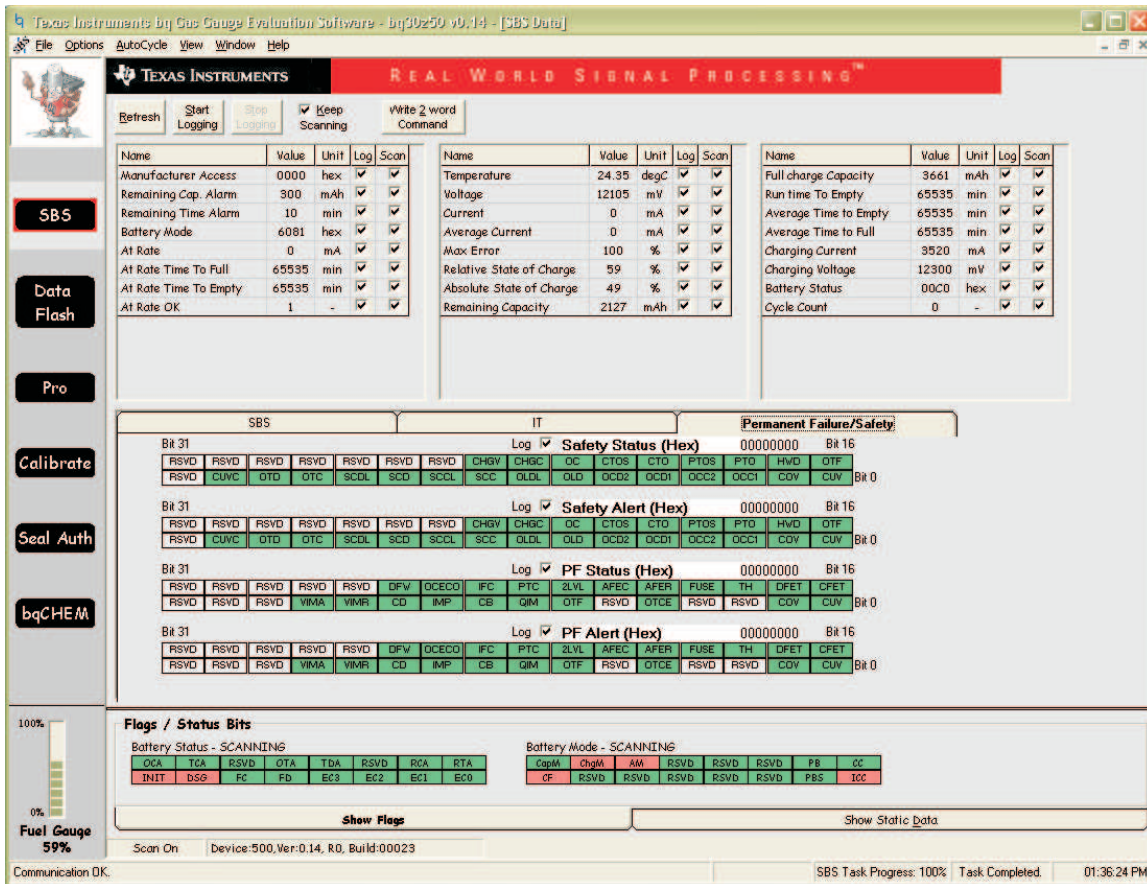 Texas Instruments bq Gas Gauge Evaluation Software - bq30z50 v0.14 - [SBS Data]
File Options AutoCycle View Window Help
TEXAS INSTRUMENTS REAL WORLD SIGNAL PROCESSING™
Refresh Start Logging Stop Logging Keep Scanning Write 2 word Command
Name Value Unit Log Scan
Manufacturer Access 0000 hex
Remaining Cap. Alarm 300 mAh
Remaining Time Alarm 10 min
Battery Mode 6081 hex
At Rate 0 mA
At Rate Time To Full 65535 min
At Rate Time To Empty 65535 min
At Rate OK 1 -
Name Value Unit Log Scan
Temperature 24.35 degC
Voltage 12105 mV
Current 0 mA
Average Current 0 mA
Max Error 100 %
Relative State of Charge 59 %
Absolute State of Charge 49 %
Remaining Capacity 2127 mAh
Name Value Unit Log Scan
Full charge Capacity 3661 mAh
Run time To Empty 65535 min
Average Time to Empty 65535 min
Average Time to Full 65535 min
Charging Current 3520 mA
Charging Voltage 12300 mV
Battery Status 00C0 hex
Cycle Count 0 -
SBS
Data Flash
Pro
Calibrate
Seal Auth
bqCHEM
SBS IT Permanent Failure/Safety
Bit 31 Log Safety Status (Hex) 00000000 Bit 16
RSVD RSVD RSVD RSVD RSVD RSVD RSVD CHGV CHGC OC CTOS CTO PTOS PTO HWD OTF
RSVD CUVC OTD OTC SCDL SCD SCCL SCC OLDL OLD OCD2 OCD1 OCC2 OCC1 COV CUV Bit 0
Bit 31 Log Safety Alert (Hex) 00000000 Bit 16
RSVD RSVD RSVD RSVD RSVD RSVD RSVD CHGV CHGC OC CTOS CTO PTOS PTO HWD OTF
RSVD CUVC OTD OTC SCDL SCD SCCL SCC OLDL OLD OCD2 OCD1 OCC2 OCC1 COV CUV Bit 0
Bit 31 Log PF Status (Hex) 00000000 Bit 16
RSVD RSVD RSVD RSVD RSVD DFW OCECO IFC PTC 2LVL AFEC AFER FUSE TH DFET CFET
RSVD RSVD RSVD VIMA VIMR CD IMP CB QIM OTF RSVD OTCE RSVD RSVD COV CUV Bit 0
Bit 31 Log PF Alert (Hex) 00000000 Bit 16
RSVD RSVD RSVD RSVD RSVD DFW OCECO IFC PTC 2LVL AFEC AFER FUSE TH DFET CFET
RSVD RSVD RSVD VIMA VIMR CD IMP CB QIM OTF RSVD OTCE RSVD RSVD COV CUV Bit 0
100%
0%
Fuel Gauge
59%
Flags / Status Bits
Battery Status - SCANNING
OCA TCA RSVD OTA TDA RSVD RCA RTA
INIT DSG FC FD EC3 EC2 EC1 EC0
Battery Mode - SCANNING
CapM ChgM AM RSVD RSVD RSVD PB CC
CF RSVD RSVD RSVD RSVD RSVD PBS ICC
Show Flags Show Static Data
Scan On Device:500,Ver:0.14, R0, Build:00023
Communication OK. SBS Task Progress: 100% Task Completed. 01:36:24 PM